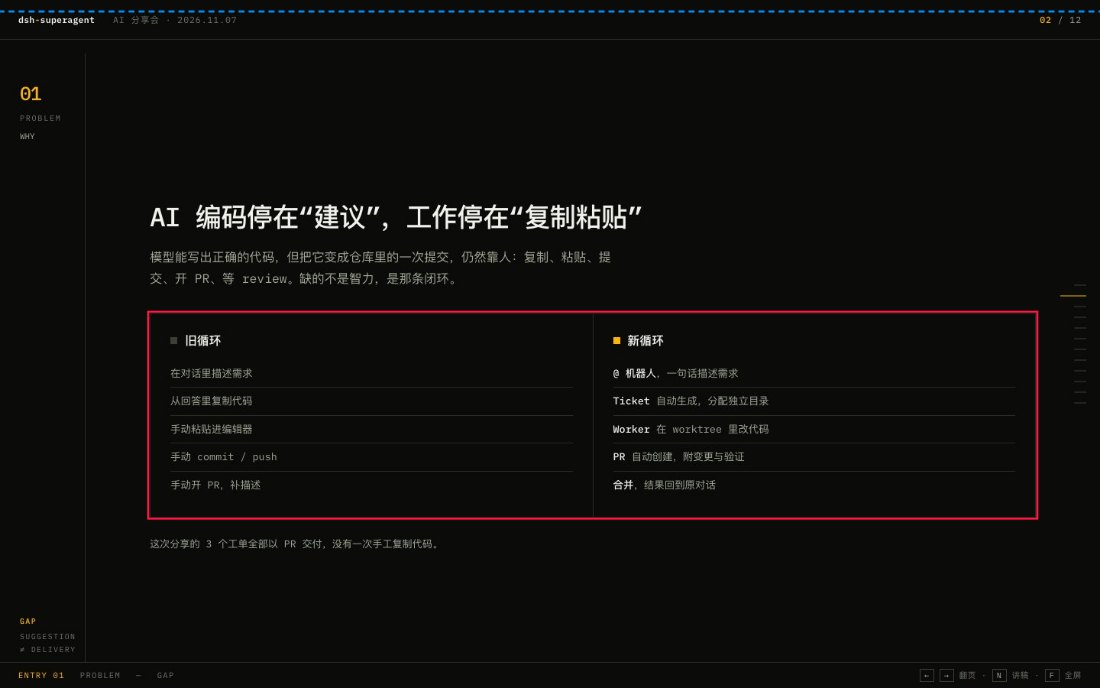 dsh-superagent AI 分享会 · 2026.11.07
02 / 12
01
PROBLEM
WHY
AI 编码停在“建议”，工作停在“复制粘贴”
模型能写出正确的代码，但把它变成仓库里的一次提交，仍然靠人：复制、粘贴、提
交、开 PR、等 review。缺的不是智力，是那条闭环。
旧循环
在对话里描述需求
从回答里复制代码
手动粘贴进编辑器
手动 commit / push
手动开 PR，补描述
新循环
@ 机器人，一句话描述需求
Ticket 自动生成，分配独立目录
Worker 在 worktree 里改代码
PR 自动创建，附变更与验证
合并，结果回到原对话
这次分享的 3 个工单全部以 PR 交付，没有一次手工复制代码。
GAP
SUGGESTION
≠ DELIVERY
ENTRY 01 PROBLEM — GAP
← → 翻页 · N 讲稿 · F 全屏